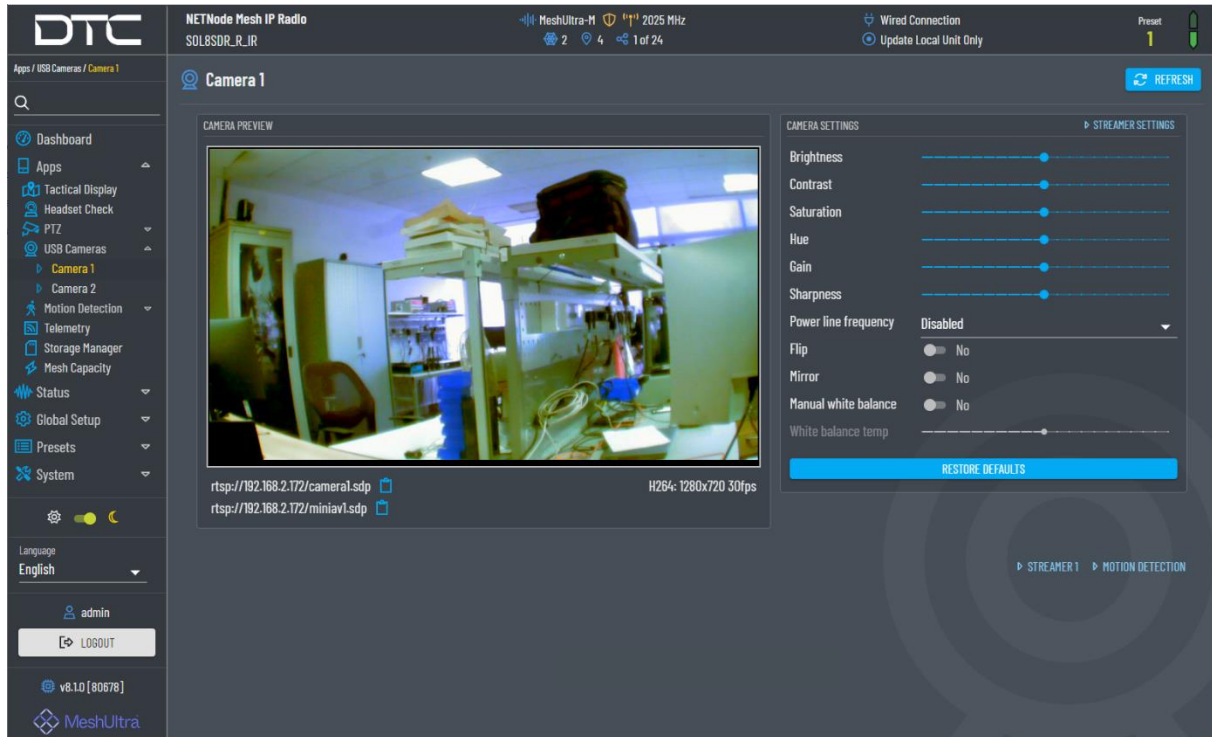 DTC
NETNode Mesh IP Radio
SOL8SDR_R_IR
MeshUltra-M 2025 MHz
2 4 1 of 24
Wired Connection
Update Local Unit Only
Preset
1
Apps / USB Cameras / Camera 1
Dashboard
Apps
Tactical Display
Headset Check
PTZ
USB Cameras
Camera 1
Camera 2
Motion Detection
Telemetry
Storage Manager
Mesh Capacity
Status
Global Setup
Presets
System
Language
English
admin
LOGOUT
v8.1.0 [80678]
MeshUltra
Camera 1
REFRESH
CAMERA PREVIEW
rtsp://192.168.2.172/camera1.sdp
H264: 1280x720 30fps
rtsp://192.168.2.172/miniav1.sdp
CAMERA SETTINGS
STREAMER SETTINGS
Brightness
Contrast
Saturation
Hue
Gain
Sharpness
Power line frequency Disabled
Flip No
Mirror No
Manual white balance No
White balance temp
RESTORE DEFAULTS
STREAMER 1 MOTION DETECTION